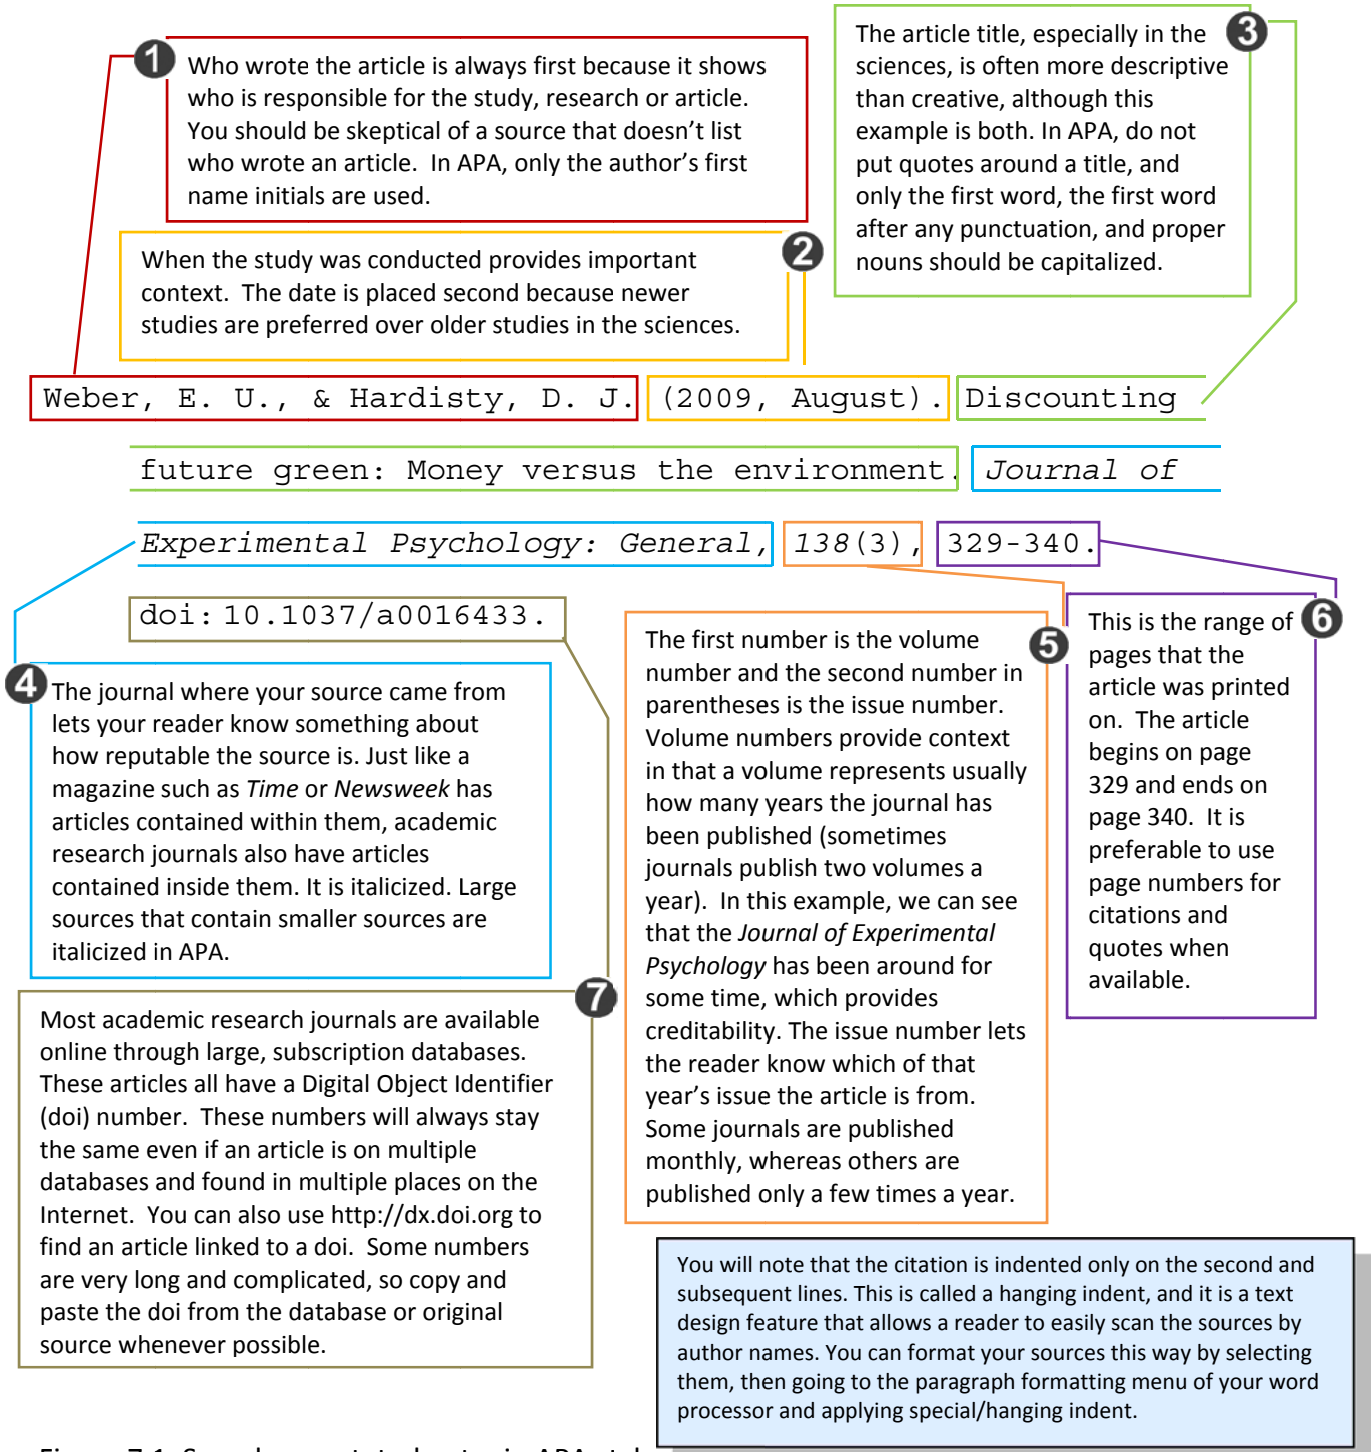 1
Who wrote the article is always first because it shows
who is responsible for the study, research or article.
You should be skeptical of a source that doesn't list
who wrote an article.  In APA, only the author's first
name initials are used.
2
When the study was conducted provides important
context.  The date is placed second because newer
studies are preferred over older studies in the sciences.
3
The article title, especially in the
sciences, is often more descriptive
than creative, although this
example is both. In APA, do not
put quotes around a title, and
only the first word, the first word
after any punctuation, and proper
nouns should be capitalized.
Weber, E. U., & Hardisty, D. J. (2009, August). Discounting
future green: Money versus the environment. Journal of
Experimental Psychology: General, 138(3), 329-340.
doi: 10.1037/a0016433.
4
The journal where your source came from
lets your reader know something about
how reputable the source is. Just like a
magazine such as Time or Newsweek has
articles contained within them, academic
research journals also have articles
contained inside them. It is italicized. Large
sources that contain smaller sources are
italicized in APA.
5
The first number is the volume
number and the second number in
parentheses is the issue number.
Volume numbers provide context
in that a volume represents usually
how many years the journal has
been published (sometimes
journals publish two volumes a
year).  In this example, we can see
that the Journal of Experimental
Psychology has been around for
some time, which provides
creditability. The issue number lets
the reader know which of that
year's issue the article is from.
Some journals are published
monthly, whereas others are
published only a few times a year.
6
This is the range of
pages that the
article was printed
on.  The article
begins on page
329 and ends on
page 340.  It is
preferable to use
page numbers for
citations and
quotes when
available.
7
Most academic research journals are available
online through large, subscription databases.
These articles all have a Digital Object Identifier
(doi) number.  These numbers will always stay
the same even if an article is on multiple
databases and found in multiple places on the
Internet.  You can also use http://dx.doi.org to
find an article linked to a doi.  Some numbers
are very long and complicated, so copy and
paste the doi from the database or original
source whenever possible.
You will note that the citation is indented only on the second and
subsequent lines. This is called a hanging indent, and it is a text
design feature that allows a reader to easily scan the sources by
author names. You can format your sources this way by selecting
them, then going to the paragraph formatting menu of your word
processor and applying special/hanging indent.